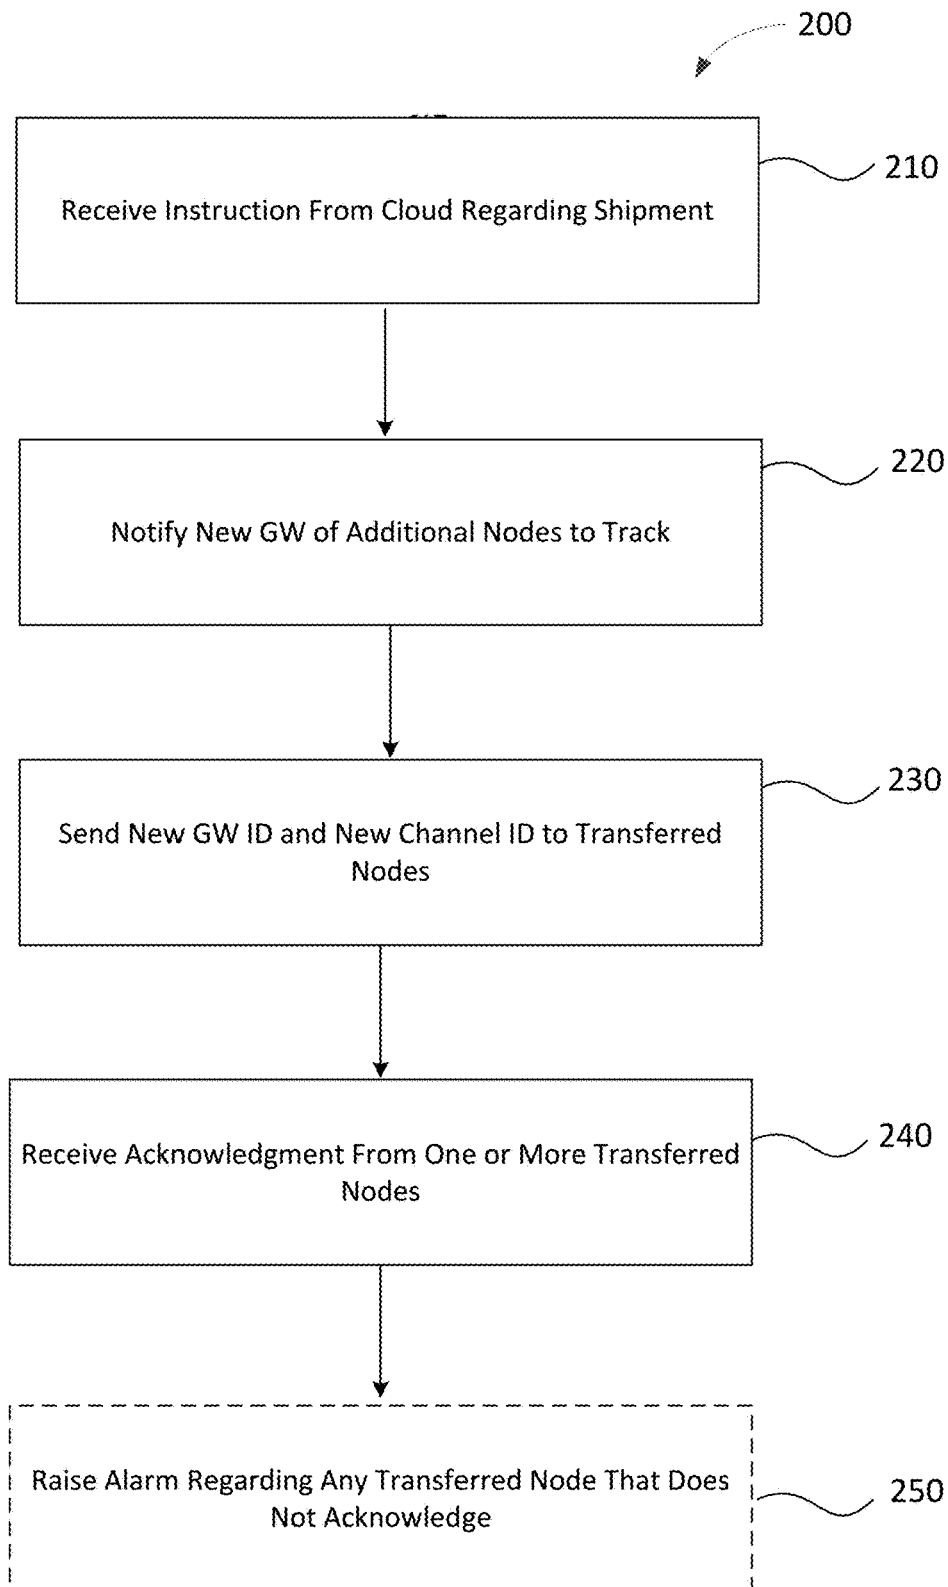 200
Receive Instruction From Cloud Regarding Shipment
210
Notify New GW of Additional Nodes to Track
220
Send New GW ID and New Channel ID to Transferred
Nodes
230
Receive Acknowledgment From One or More Transferred
Nodes
240
Raise Alarm Regarding Any Transferred Node That Does
Not Acknowledge
250